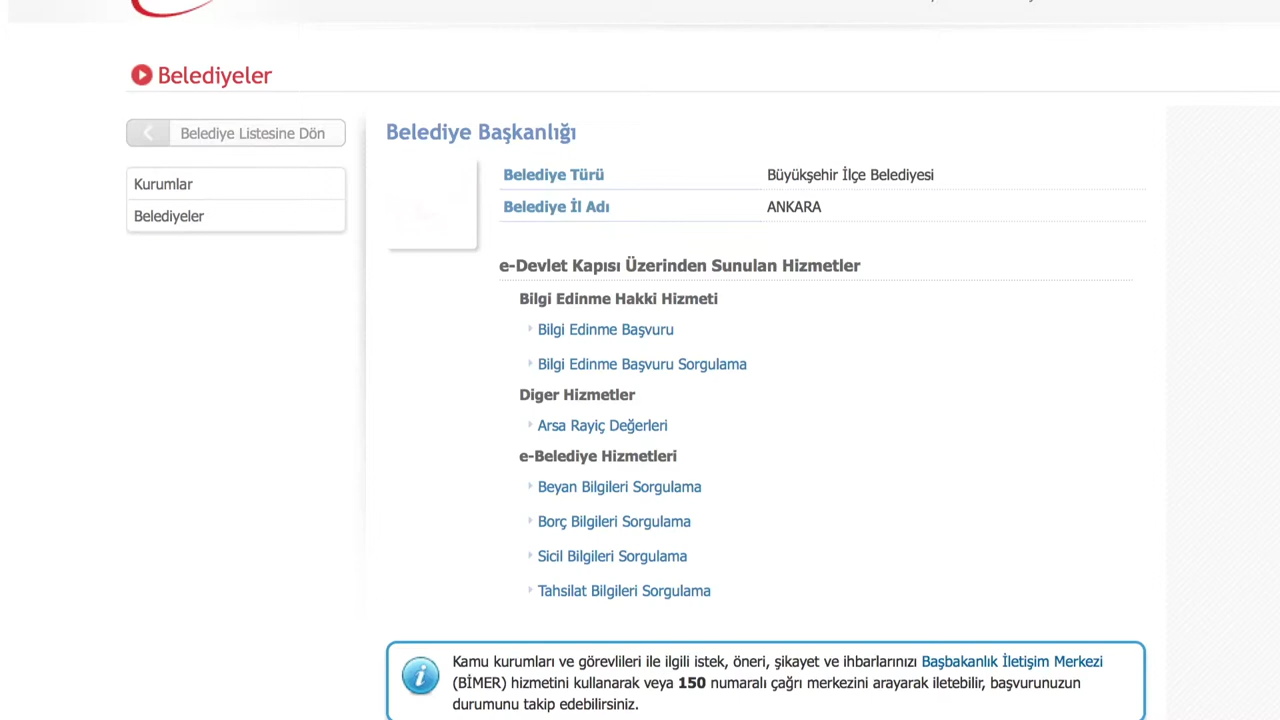 Belediyeler
Belediye Listesine Dön
Kurumlar
Belediyeler
Belediye Başkanlığı
Belediye Türü Büyükşehir İlçe Belediyesi
Belediye İl Adı ANKARA
e-Devlet Kapısı Üzerinden Sunulan Hizmetler
Bilgi Edinme Hakki Hizmeti
Bilgi Edinme Başvuru
Bilgi Edinme Başvuru Sorgulama
Diger Hizmetler
Arsa Rayiç Değerleri
e-Belediye Hizmetleri
Beyan Bilgileri Sorgulama
Borç Bilgileri Sorgulama
Sicil Bilgileri Sorgulama
Tahsilat Bilgileri Sorgulama
Kamu kurumları ve görevlileri ile ilgili istek, öneri, şikayet ve ihbarlarınızı Başbakanlık İletişim Merkezi
(BİMER) hizmetini kullanarak veya 150 numaralı çağrı merkezini arayarak iletebilir, başvurunuzun
durumunu takip edebilirsiniz.